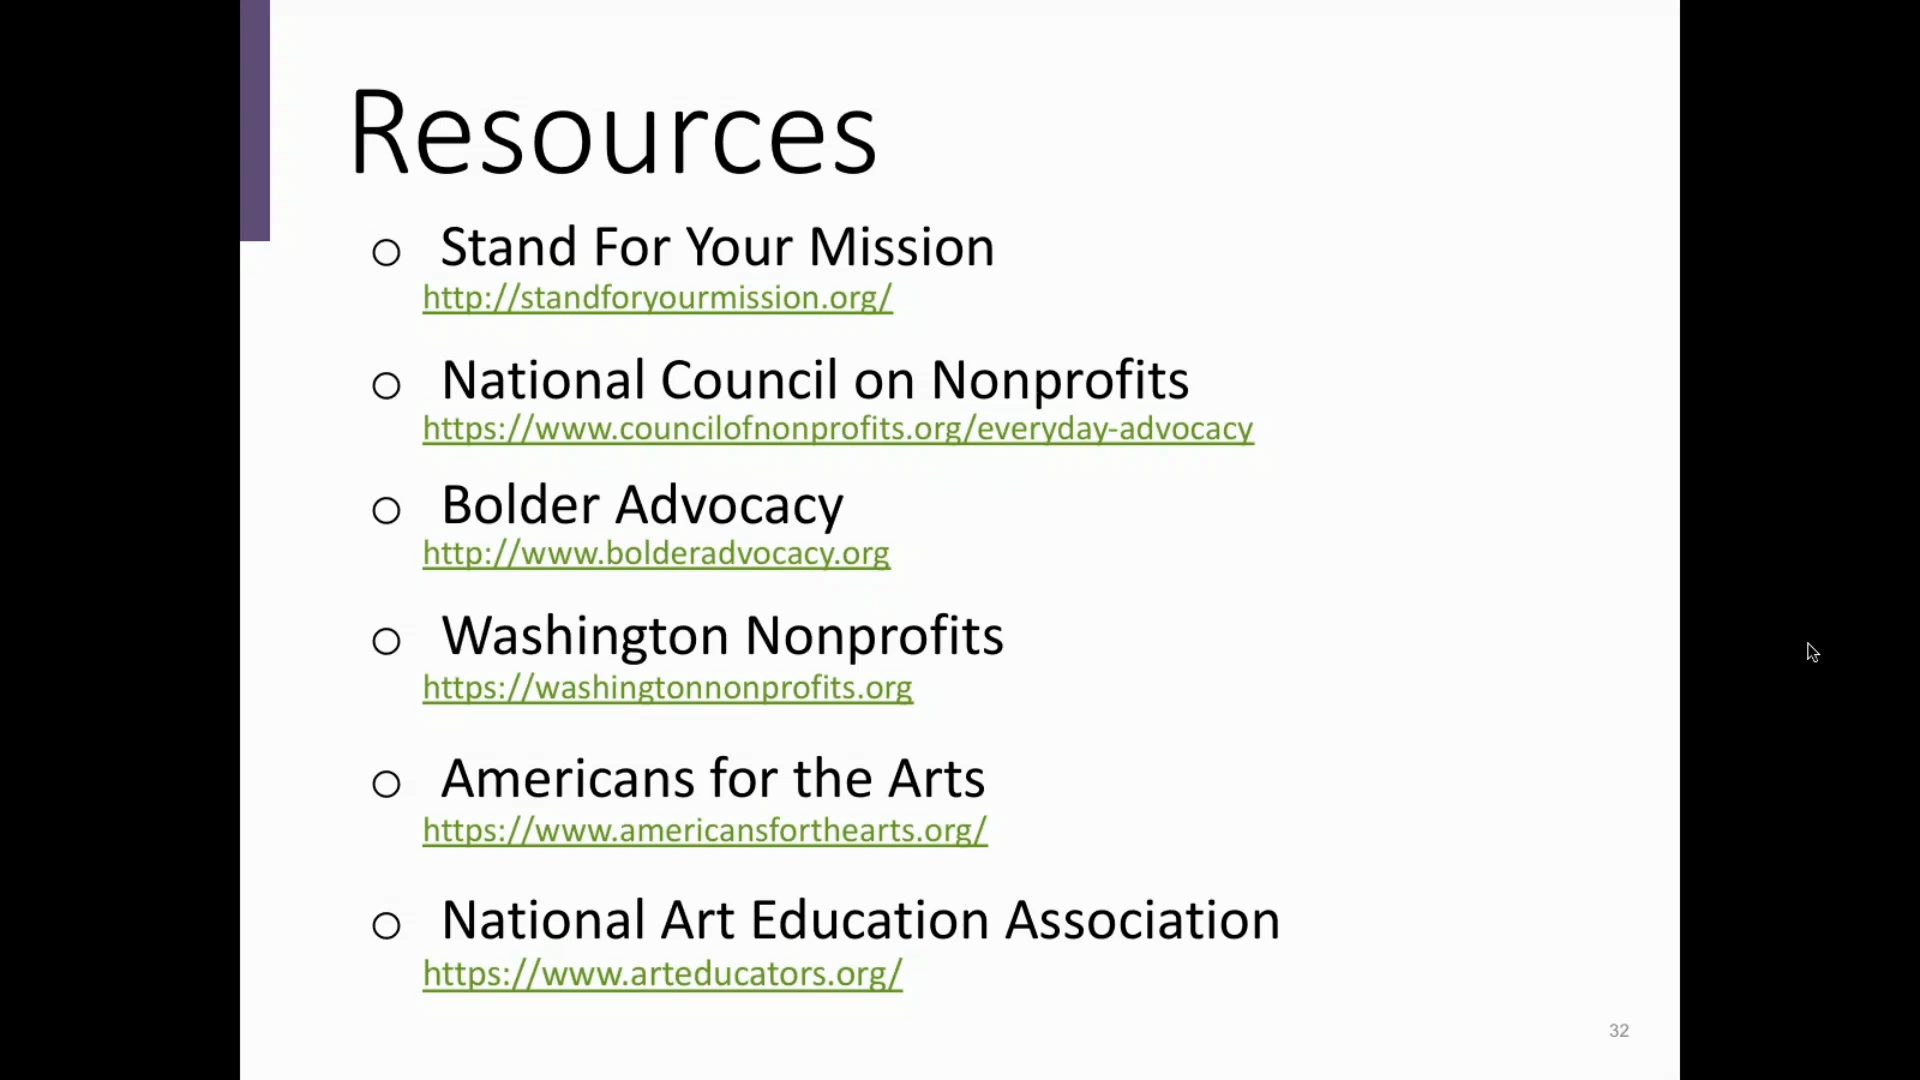 Resources
○ Stand For Your Mission
http://standforyourmission.org/
○ National Council on Nonprofits
https://www.councilofnonprofits.org/everyday-advocacy
○ Bolder Advocacy
http://www.bolderadvocacy.org
○ Washington Nonprofits
https://washingtonnonprofits.org
○ Americans for the Arts
https://www.americansforthearts.org/
○ National Art Education Association
https://www.arteducators.org/
32